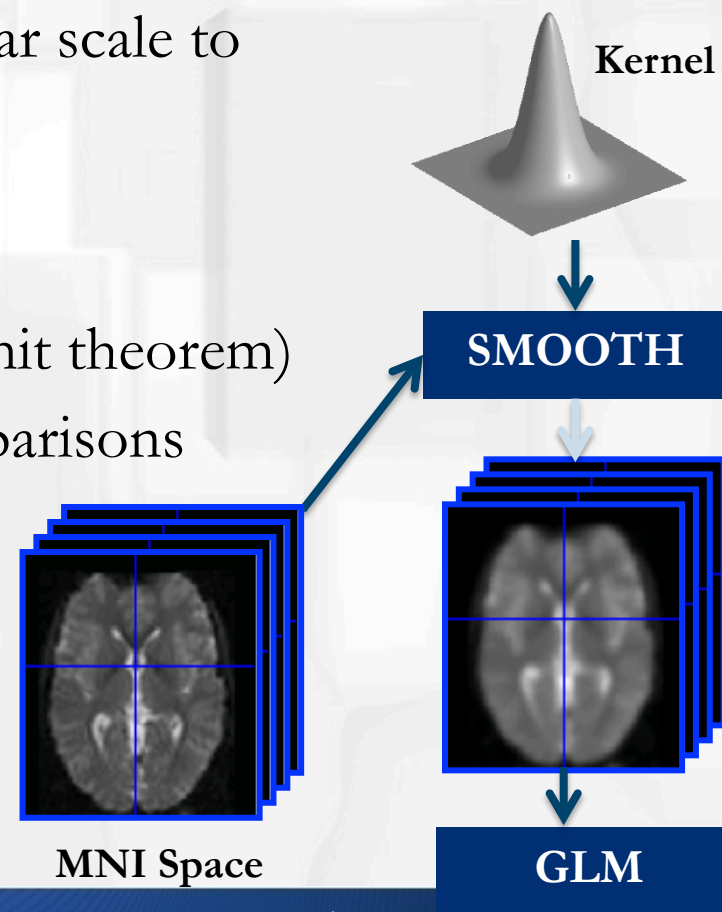 ar scale to
Kernel
nit theorem)
SMOOTH
parisons
MNI Space
GLM